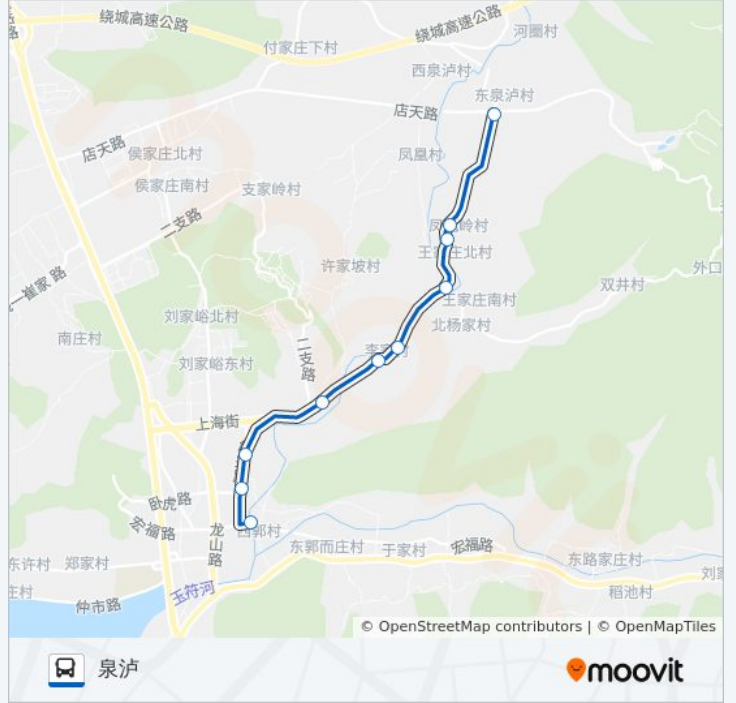 绕城高速公路
绕城高速公路
河圈村
付家庄下村
西泉泸村
东泉泸村
店天路
店天路
侯家庄北村
凤凰村
侯家庄南村
支家岭村
二支路
王家庄北村
许家坡村
外口
双井村
崔家路
王家庄南村
刘家峪北村
北杨家村
南庄村
二支路
刘家峪东村
上海街
卧虎路
宏福路
龙山路
西郭村
东郭而庄村
于家村
宏福路
东许村
郑家村
东路家庄村
刘家
庄村
玉符河
稻池村
仲市路
© OpenStreetMap contributors | © OpenMapTiles
泉泸
moovit